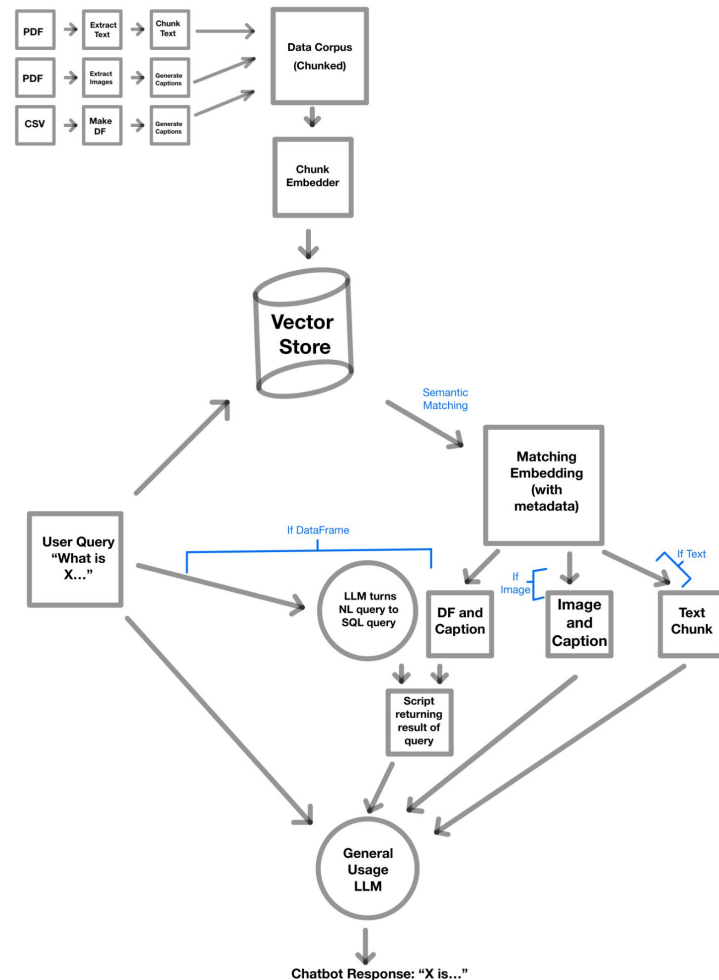 PDF
Extract
Text
Chunk
Text
PDF
Extract
Images
Generate
Captions
CSV
Make
DF
Generate
Captions
Data Corpus
(Chunked)
Chunk
Embedder
Vector
Store
Semantic
Matching
Matching
Embedding
(with
metadata)
User Query
“What is
X…”
If DataFrame
LLM turns
NL query to
SQL query
DF and
Caption
If
Image
Image
and
Caption
If Text
Text
Chunk
Script
returning
result of
query
General
Usage
LLM
Chatbot Response: “X is…”